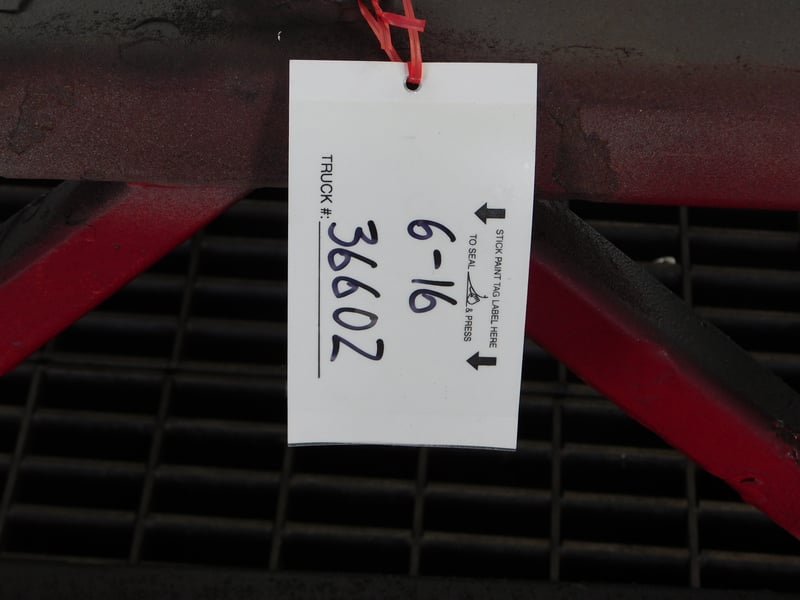 STICK PAINT TAG LABEL HERE
TO SEAL & PRESS
6-16
TRUCK #: 36602